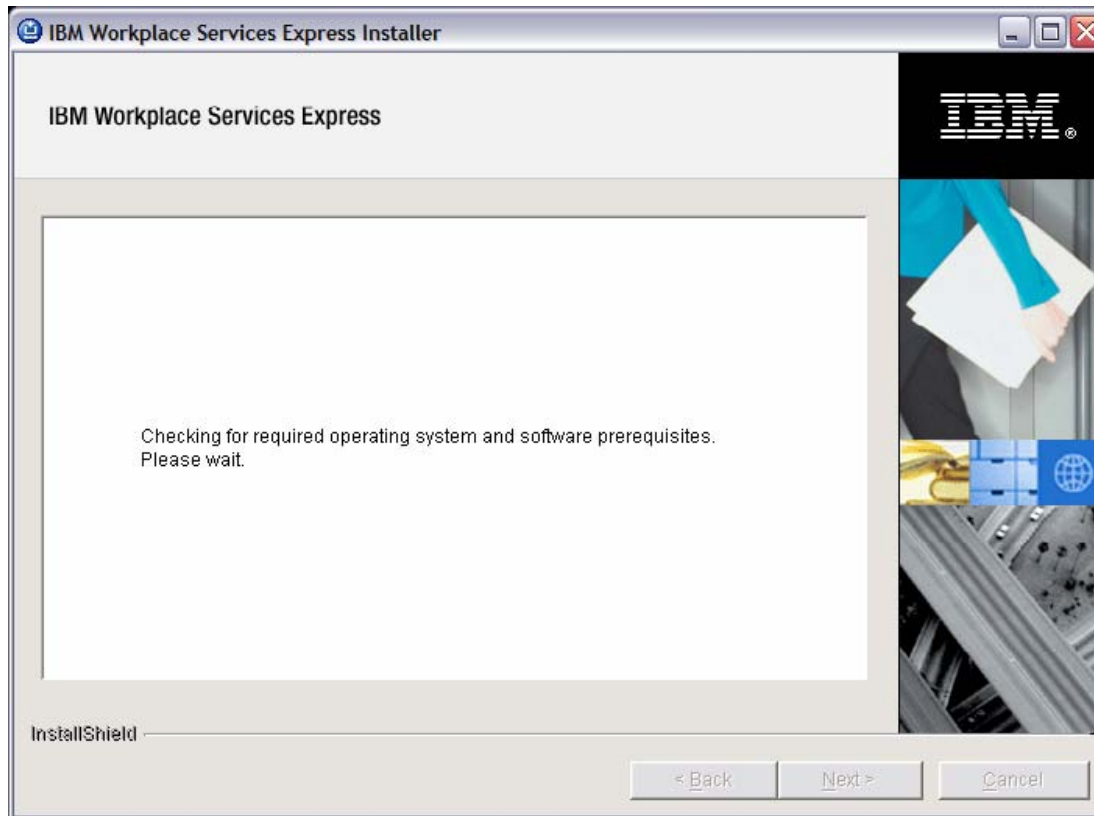 IBM Workplace Services Express Installer
IBM Workplace Services Express
IBM®
Checking for required operating system and software prerequisites.
Please wait.
InstallShield
< Back
Next >
Cancel